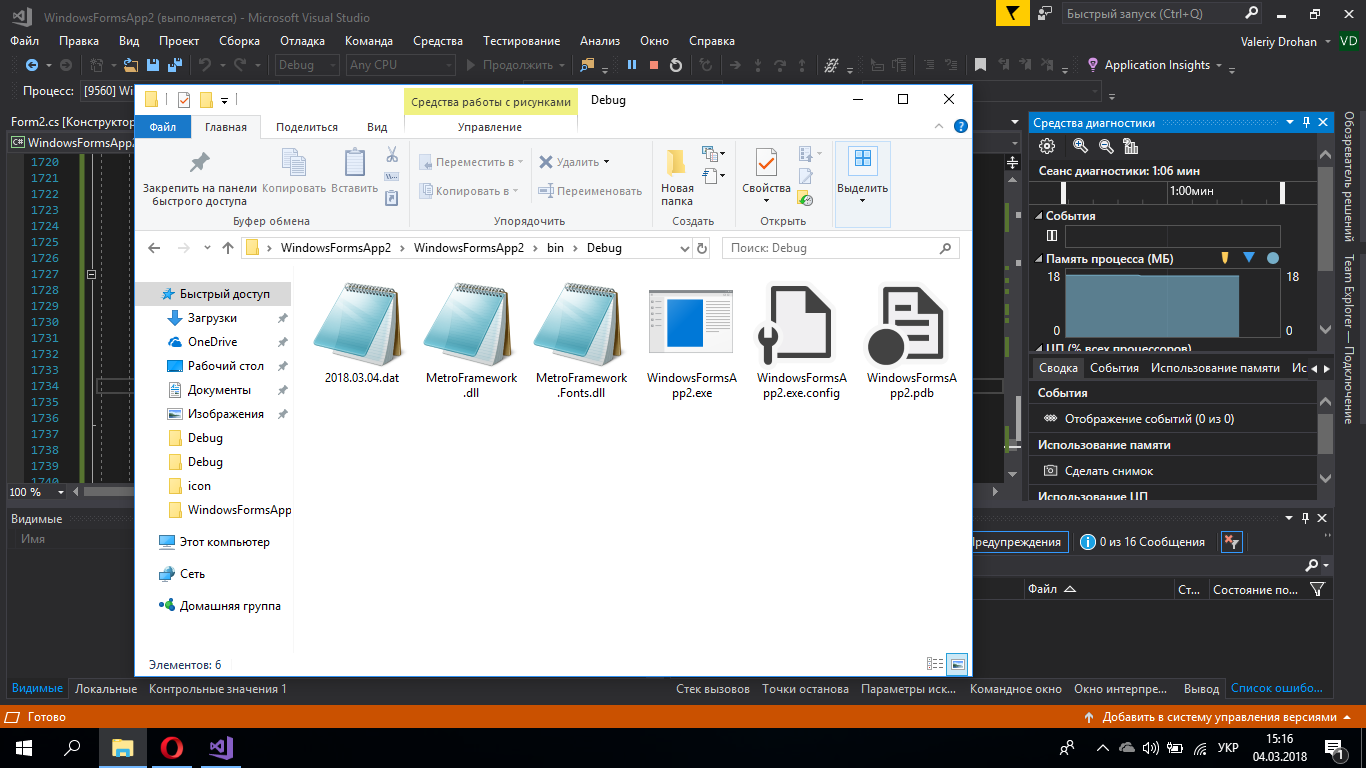 WindowsFormsApp2 (выполняется) - Microsoft Visual Studio
Быстрый запуск (Ctrl+Q)
Файл Правка Вид Проект Сборка Отладка Команда Средства Тестирование Анализ Окно Справка
Valeriy Drohan VD
Debug Any CPU Продолжить Application Insights
Процесс: [9560] Wi
Form2.cs [Конструктор
WindowsFormsApp
1720
1721
1722
1723
1724
1725
1726
1727
1728
1729
1730
1731
1732
1733
1734
1735
1736
1737
1738
1739
1740
100 %
Средства работы с рисунками Debug
Файл Главная Поделиться Вид Управление
Закрепить на панели быстрого доступа
Копировать
Вставить
Буфер обмена
Переместить в
Копировать в
Удалить
Переименовать
Упорядочить
Новая папка
Создать
Свойства
Открыть
Выделить
WindowsFormsApp2 WindowsFormsApp2 bin Debug
Поиск: Debug
Быстрый доступ
Загрузки
OneDrive
Рабочий стол
Документы
Изображения
Debug
Debug
icon
WindowsFormsApp
Этот компьютер
Сеть
Домашняя группа
2018.03.04.dat
MetroFramework.dll
MetroFramework.Fonts.dll
WindowsFormsApp2.exe
WindowsFormsApp2.exe.config
WindowsFormsApp2.pdb
Элементов: 6
Средства диагностики
Сеанс диагностики: 1:06 мин
1:00мин
События
Память процесса (МБ)
18 18
0 0
ЦП (% всех процессоров)
Сводка События Использование памяти Ис
События
Отображение событий (0 из 0)
Использование памяти
Сделать снимок
Использование ЦП
Обозреватель решений
Team Explorer — Подключение
Видимые
Имя
Предупреждения
0 из 16 Сообщения
Файл Ст... Состояние по...
Видимые Локальные Контрольные значения 1
Стек вызовов Точки останова Параметры иск... Командное окно Окно интерпре... Вывод Список ошибо...
Готово
Добавить в систему управления версиями
УКР
15:16
04.03.2018
1